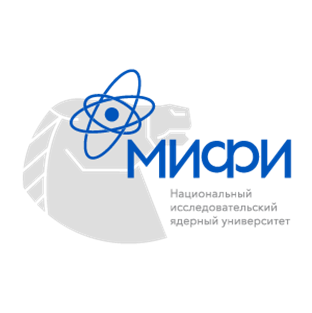 МИФИ
Национальный
исследовательский
ядерный университет